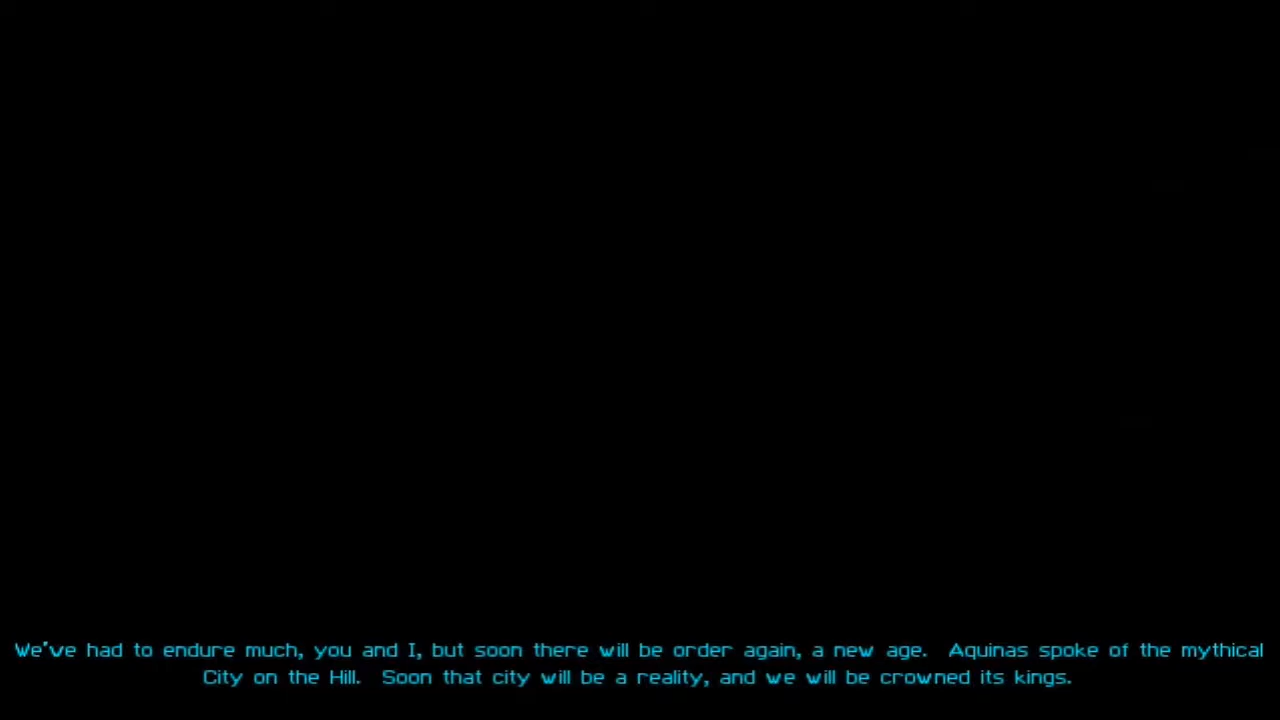 We've had to endure much, you and I, but soon there will be order again, a new age.  Aquinas spoke of the mythical
City on the Hill.  Soon that city will be a reality, and we will be crowned its kings.